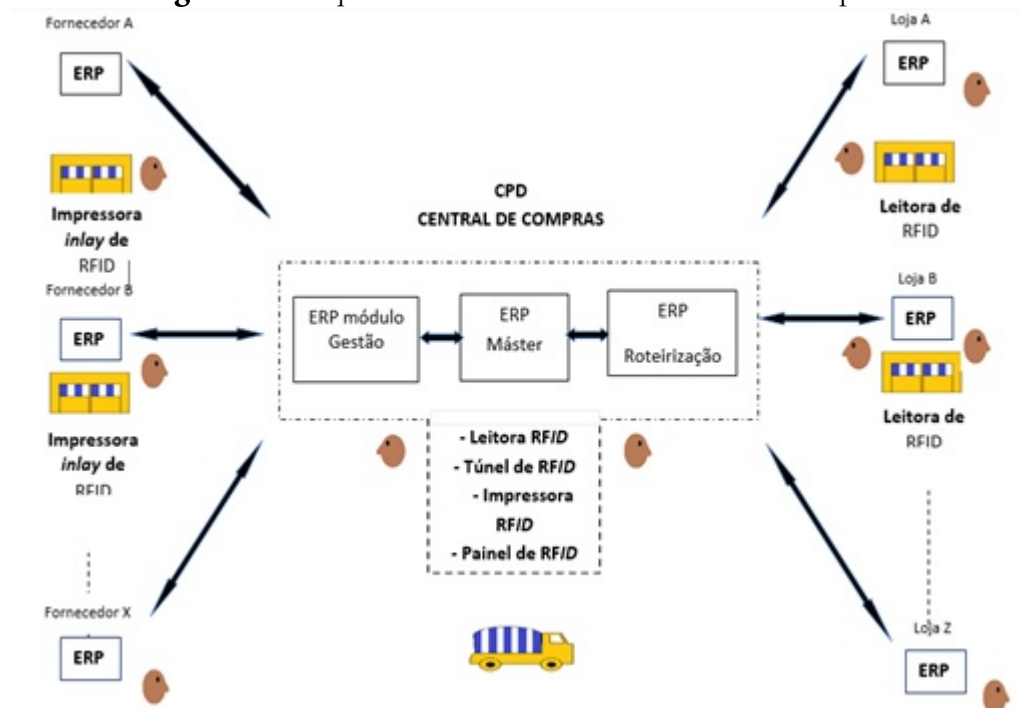 Fornecedor A
ERP
Impressora
inlay de
RFID
Fornecedor B
ERP
Impressora
inlay de
RFID
Fornecedor X
ERP
CPD
CENTRAL DE COMPRAS
ERP módulo
Gestão
ERP
Máster
ERP
Roteirização
- Leitora RFID
- Túnel de RFID
- Impressora
RFID
- Painel de RFID
Loja A
ERP
Leitora de
RFID
Loja B
ERP
Leitora de
RFID
Loja Z
ERP